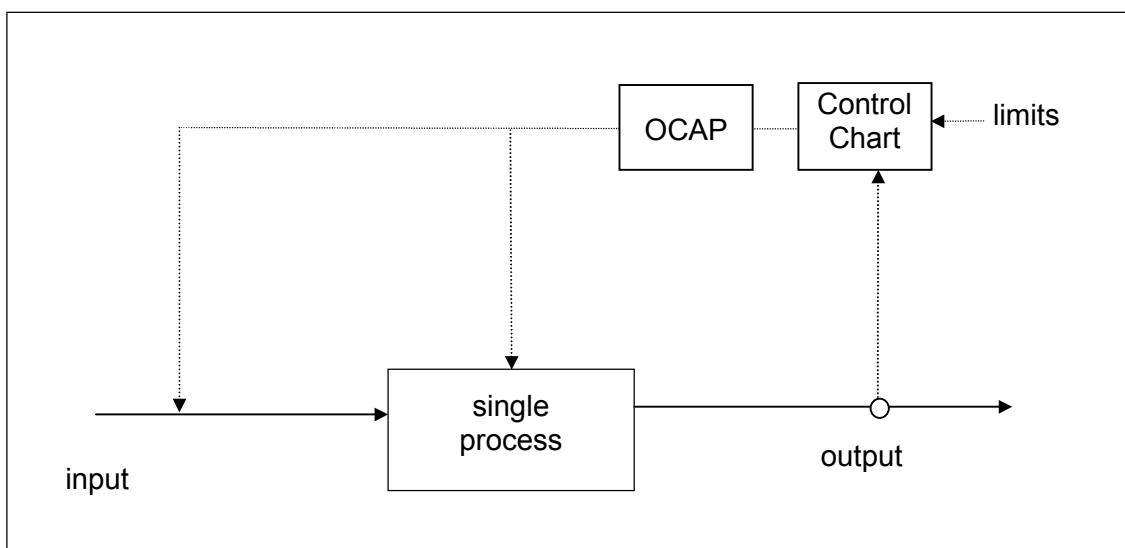 OCAP
Control
Chart
limits
single
process
input
output